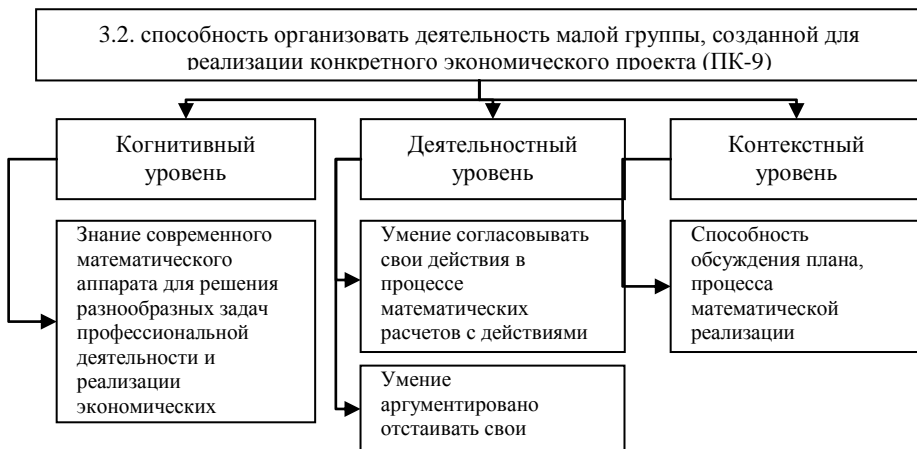 3.2. способность организовать деятельность малой группы, созданной для
реализации конкретного экономического проекта (ПК-9)
Когнитивный
уровень
Деятельностный
уровень
Контекстный
уровень
Знание современного
математического
аппарата для решения
разнообразных задач
профессиональной
деятельности и
реализации
экономических
Умение согласовывать
свои действия в
процессе
математических
расчетов с действиями
Умение
аргументировано
отстаивать свои
Способность
обсуждения плана,
процесса
математической
реализации